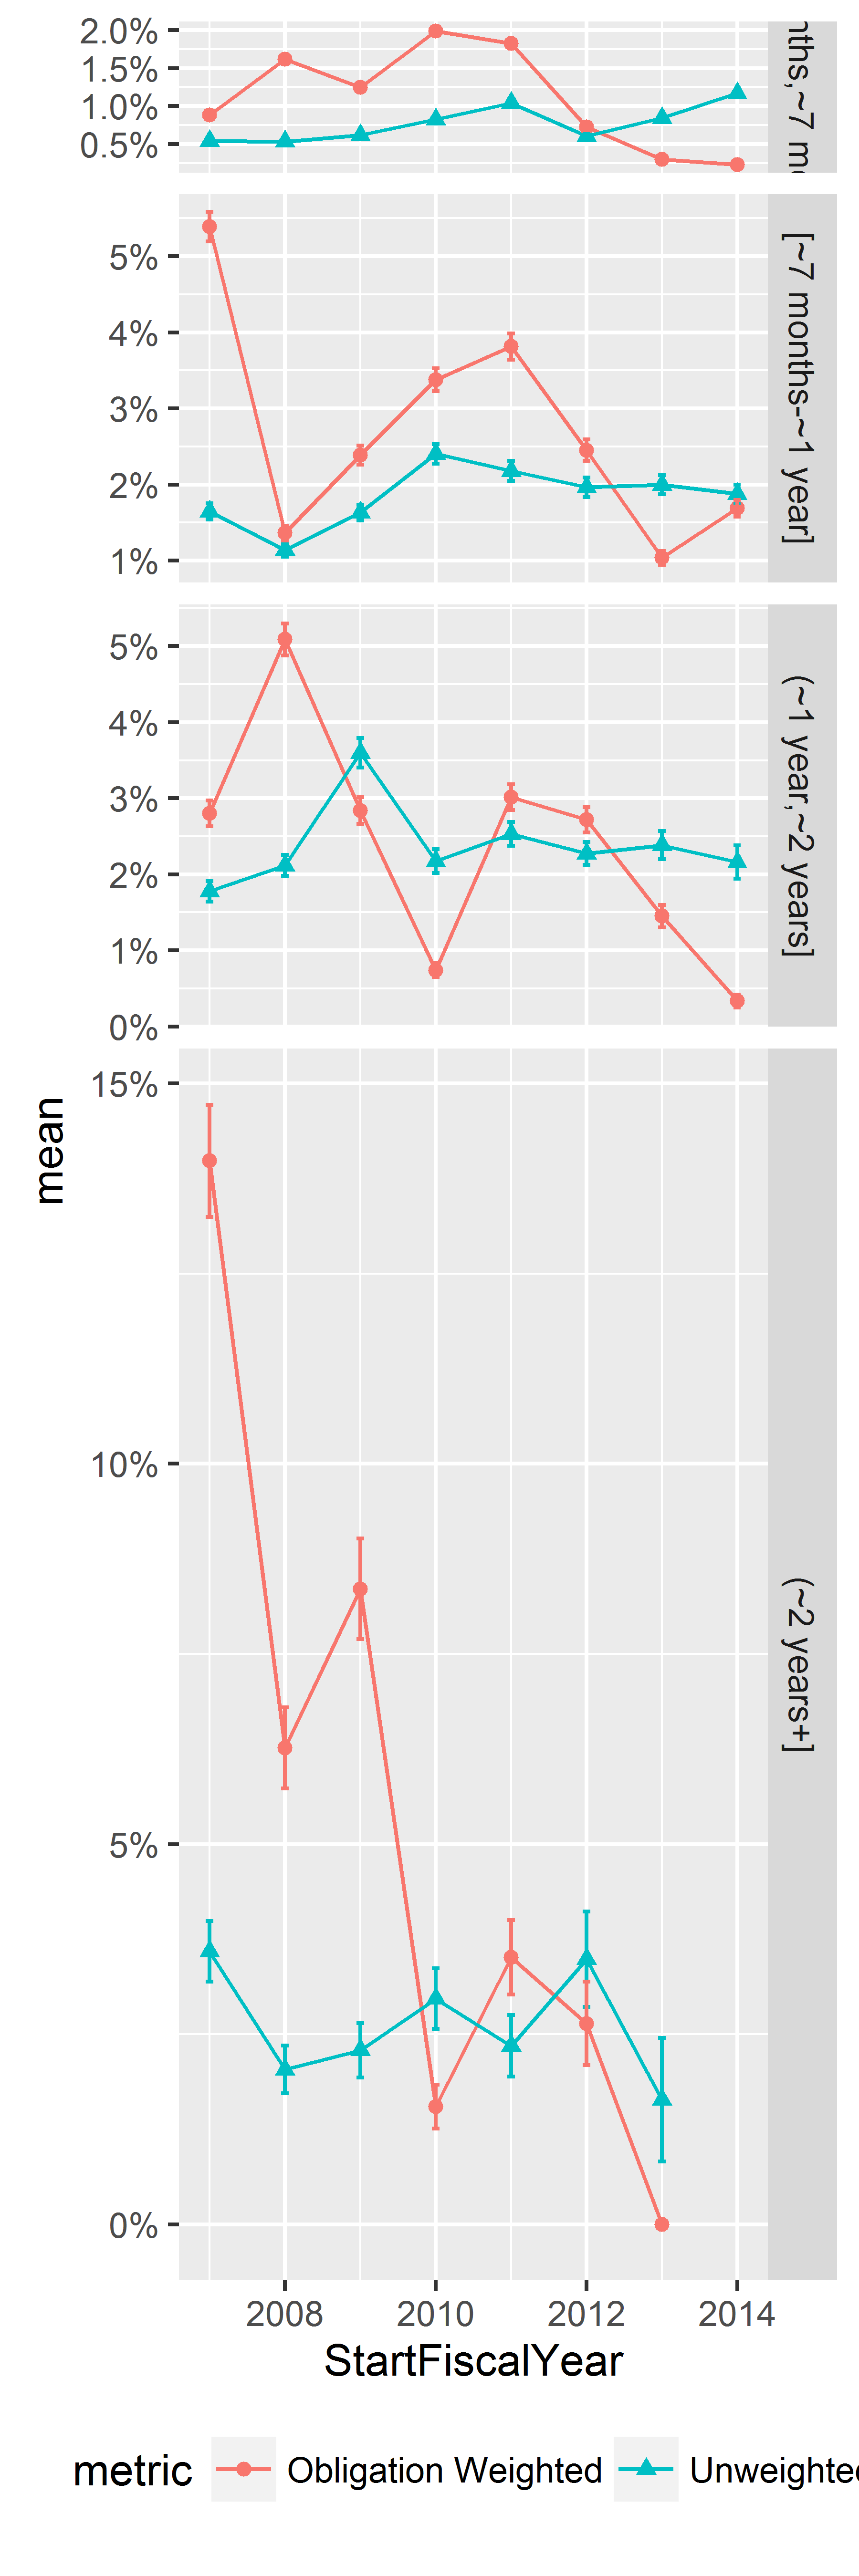 2.0%
1.5%
1.0%
0.5%
5%
4%
3%
2%
1%
[~7 months-~1 year]
5%
4%
3%
2%
1%
0%
(~1 year,~2 years]
mean
15%
10%
5%
0%
(~2 years+]
2008 2010 2012 2014
StartFiscalYear
metric Obligation Weighted Unweighted